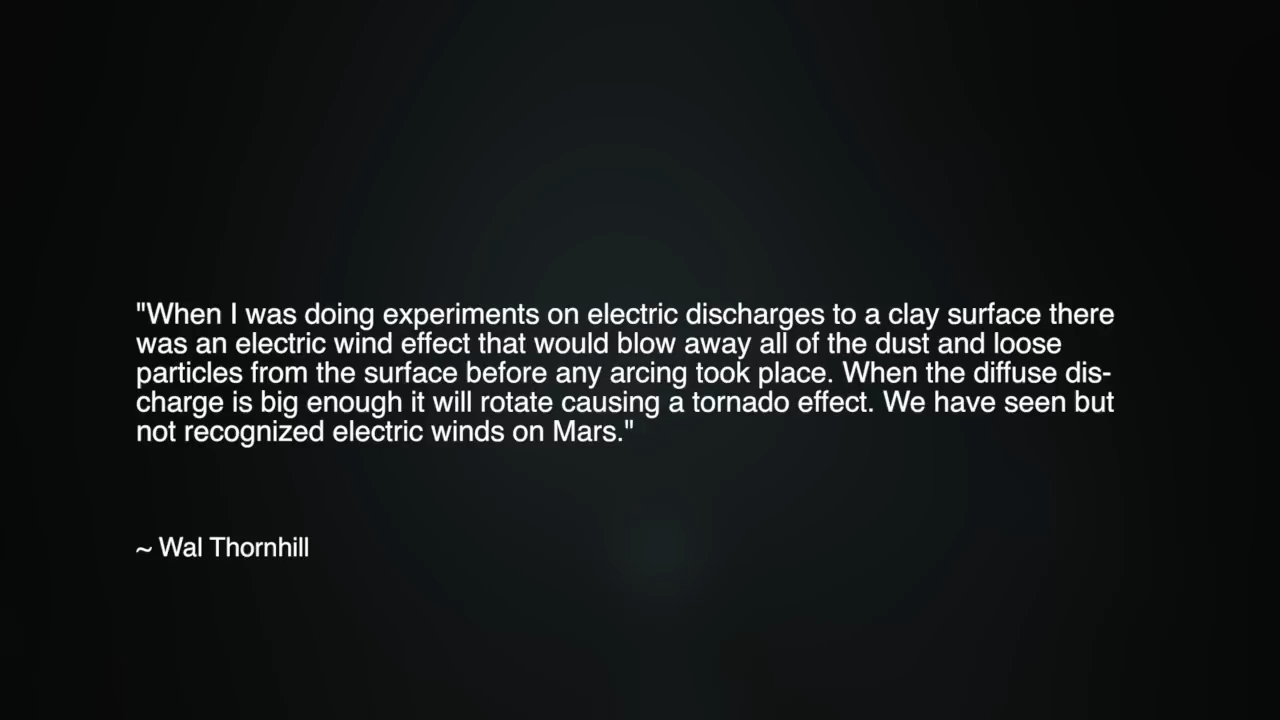 "When I was doing experiments on electric discharges to a clay surface there
was an electric wind effect that would blow away all of the dust and loose
particles from the surface before any arcing took place. When the diffuse dis-
charge is big enough it will rotate causing a tornado effect. We have seen but
not recognized electric winds on Mars."
~ Wal Thornhill